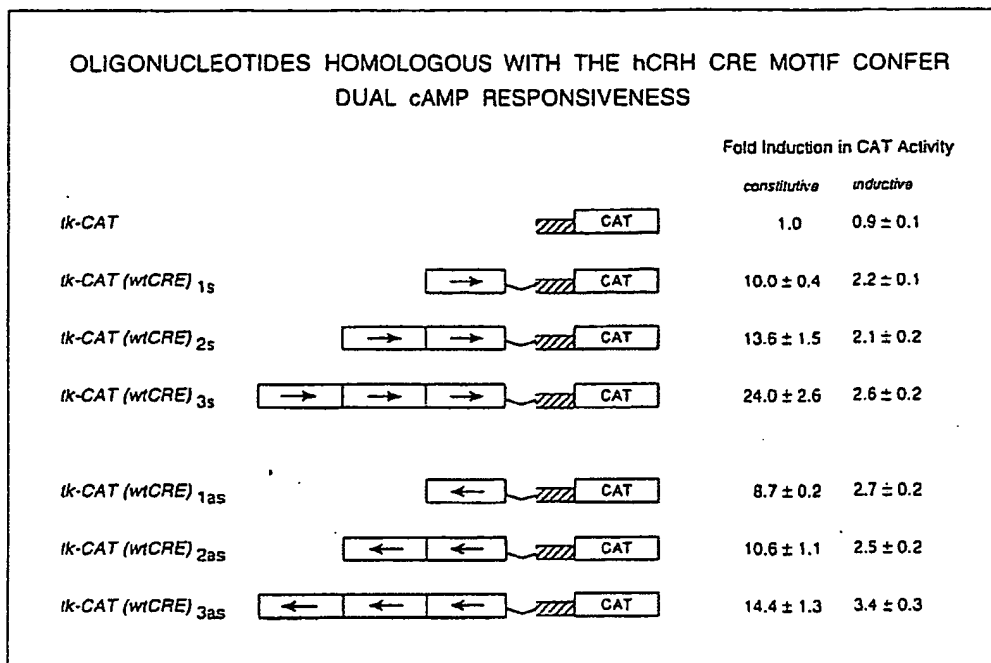 OLIGONUCLEOTIDES HOMOLOGOUS WITH THE hCRH CRE MOTIF CONFER
DUAL cAMP RESPONSIVENESS
Fold Induction in CAT Activity
constitutive inductive
tk-CAT CAT 1.0 0.9 ± 0.1
tk-CAT (wtCRE) 1s CAT 10.0 ± 0.4 2.2 ± 0.1
tk-CAT (wtCRE) 2s CAT 13.6 ± 1.5 2.1 ± 0.2
tk-CAT (wtCRE) 3s CAT 24.0 ± 2.6 2.6 ± 0.2
tk-CAT (wtCRE) 1as CAT 8.7 ± 0.2 2.7 ± 0.2
tk-CAT (wtCRE) 2as CAT 10.6 ± 1.1 2.5 ± 0.2
tk-CAT (wtCRE) 3as CAT 14.4 ± 1.3 3.4 ± 0.3